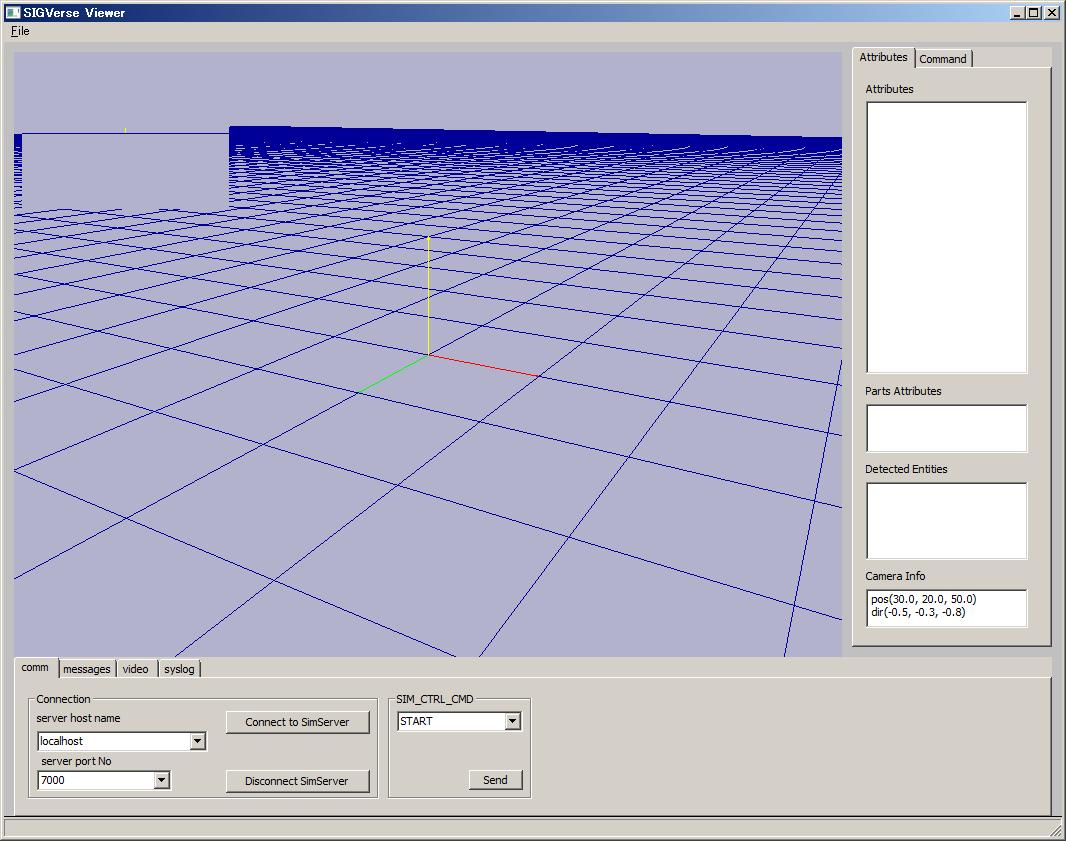 SIGVerse Viewer
File
Attributes
Command
Attributes
Parts Attributes
Detected Entities
Camera Info
pos(30.0, 20.0, 50.0)
dir(-0.5, -0.3, -0.8)
comm
messages
video
syslog
Connection
server host name
localhost
Connect to SimServer
server port No
7000
Disconnect SimServer
SIM_CTRL_CMD
START
Send